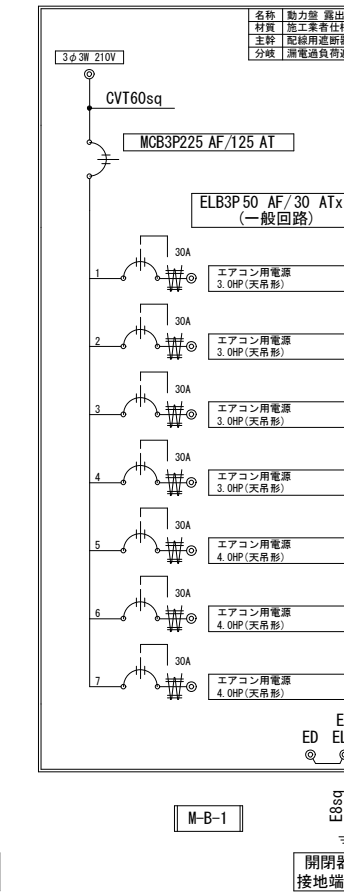 名称 動力盤 露出
材質 施工業者仕
主幹 配線用遮断
分岐 漏電過負荷
3φ3W 210V
CVT60sq
MCB3P225 AF/125 AT
ELB3P50 AF/30 ATx
(一般回路)
30A
1 エアコン用電源
3.0HP(天吊形)
30A
2 エアコン用電源
3.0HP(天吊形)
30A
3 エアコン用電源
3.0HP(天吊形)
30A
4 エアコン用電源
3.0HP(天吊形)
30A
5 エアコン用電源
4.0HP(天吊形)
30A
6 エアコン用電源
4.0HP(天吊形)
30A
7 エアコン用電源
4.0HP(天吊形)
E
ED EL
M-B-1
E8sq
開閉器
接地端